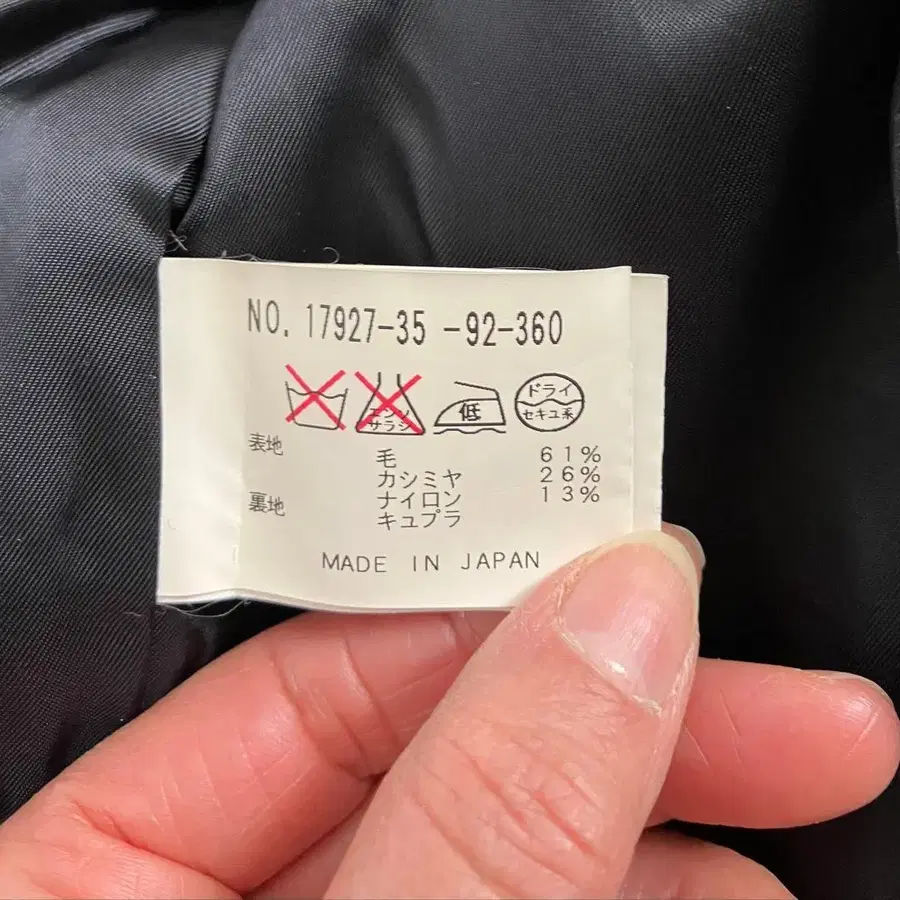 NO. 17927-35 -92-360
エンソ
サラシ
低
ドライ
セキユ系
表地
毛 61%
カシミヤ 26%
裏地
ナイロン 13%
キュプラ
MADE IN JAPAN